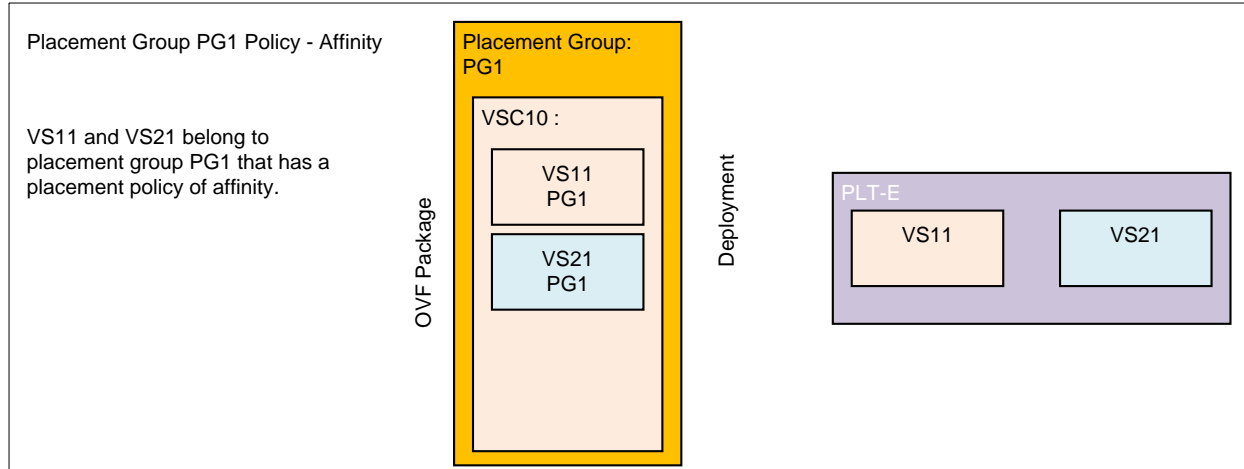 Placement Group PG1 Policy - Affinity
VS11 and VS21 belong to
placement group PG1 that has a
placement policy of affinity.
OVF Package
Placement Group:
PG1
VSC10 :
VS11
PG1
VS21
PG1
Deployment
PLT-E
VS11
VS21